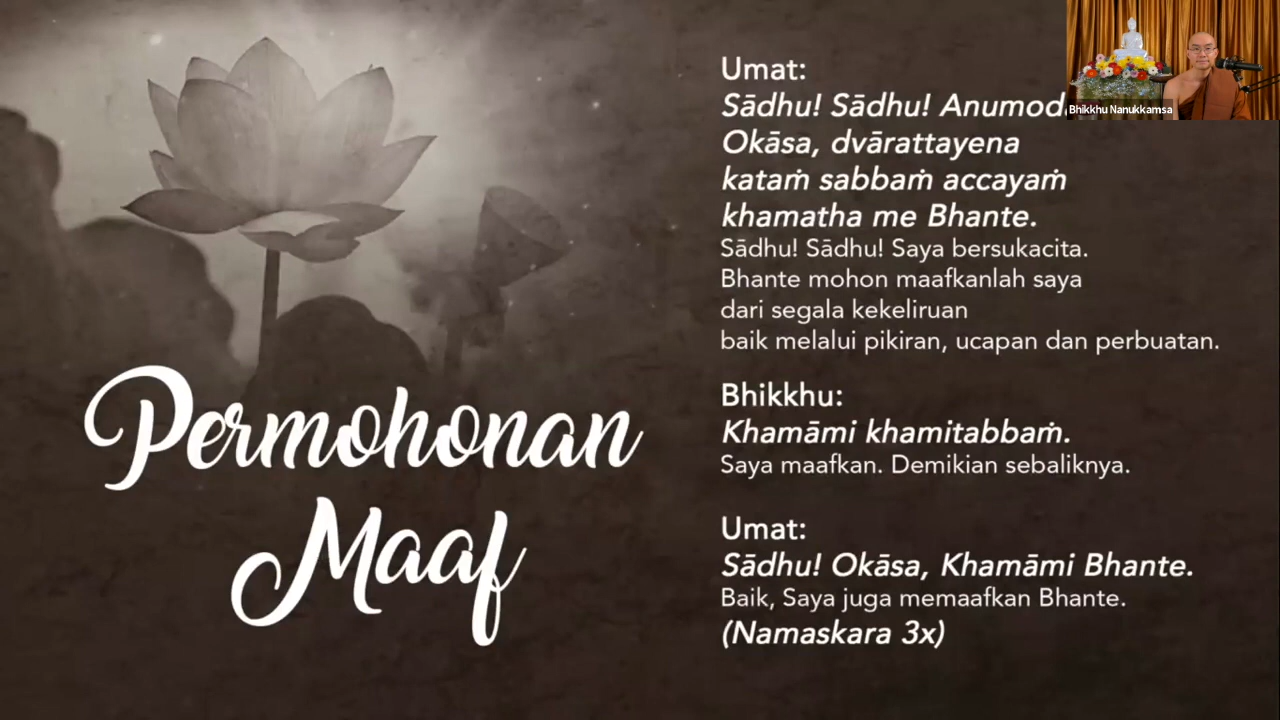 Permohonan
Maaf
Umat:
Sādhu! Sādhu!
Okāsa, dvārattayena
kataṁ sabbaṁ accayaṁ
khamatha me Bhante.
Sādhu! Sādhu! Saya bersukacita.
Bhante mohon maafkanlah saya
dari segala kekeliruan
baik melalui pikiran, ucapan dan perbuatan.
Bhikkhu:
Khamāmi khamitabbaṁ.
Saya maafkan. Demikian sebaliknya.
Umat:
Sādhu! Okāsa, Khamāmi Bhante.
Baik, Saya juga memaafkan Bhante.
(Namaskara 3x)
Bhikkhu Nanukkamsa